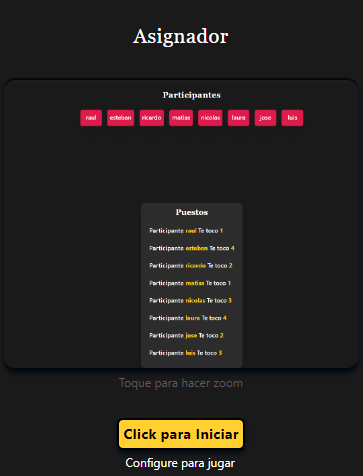 Asignador
Participantes
raul esteban ricardo matias nicolas laura jose luis
Puestos
Participante raul Te toco 1
Participante esteban Te toco 4
Participante ricardo Te toco 2
Participante matias Te toco 1
Participante nicolas Te toco 3
Participante laura Te toco 4
Participante jose Te toco 2
Participante luis Te toco 3
Toque para hacer zoom
Click para Iniciar
Configure para jugar